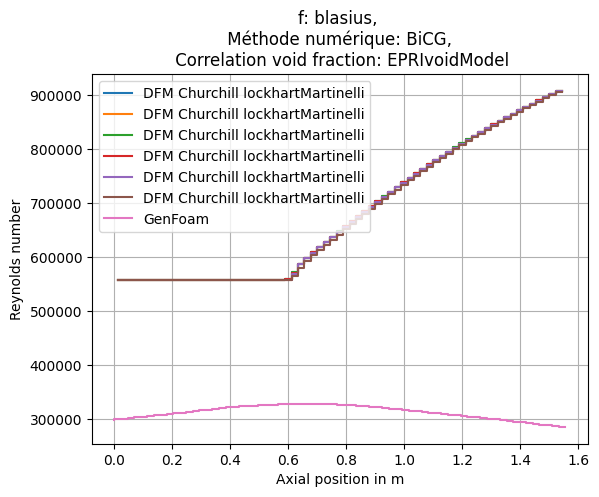 f: blasius,
Méthode numérique: BiCG,
Correlation void fraction: EPRIvoidModel
DFM Churchill lockhartMartinelli
DFM Churchill lockhartMartinelli
DFM Churchill lockhartMartinelli
DFM Churchill lockhartMartinelli
DFM Churchill lockhartMartinelli
DFM Churchill lockhartMartinelli
GenFoam
Reynolds number
900000
800000
700000
600000
500000
400000
300000
0.0 0.2 0.4 0.6 0.8 1.0 1.2 1.4 1.6
Axial position in m